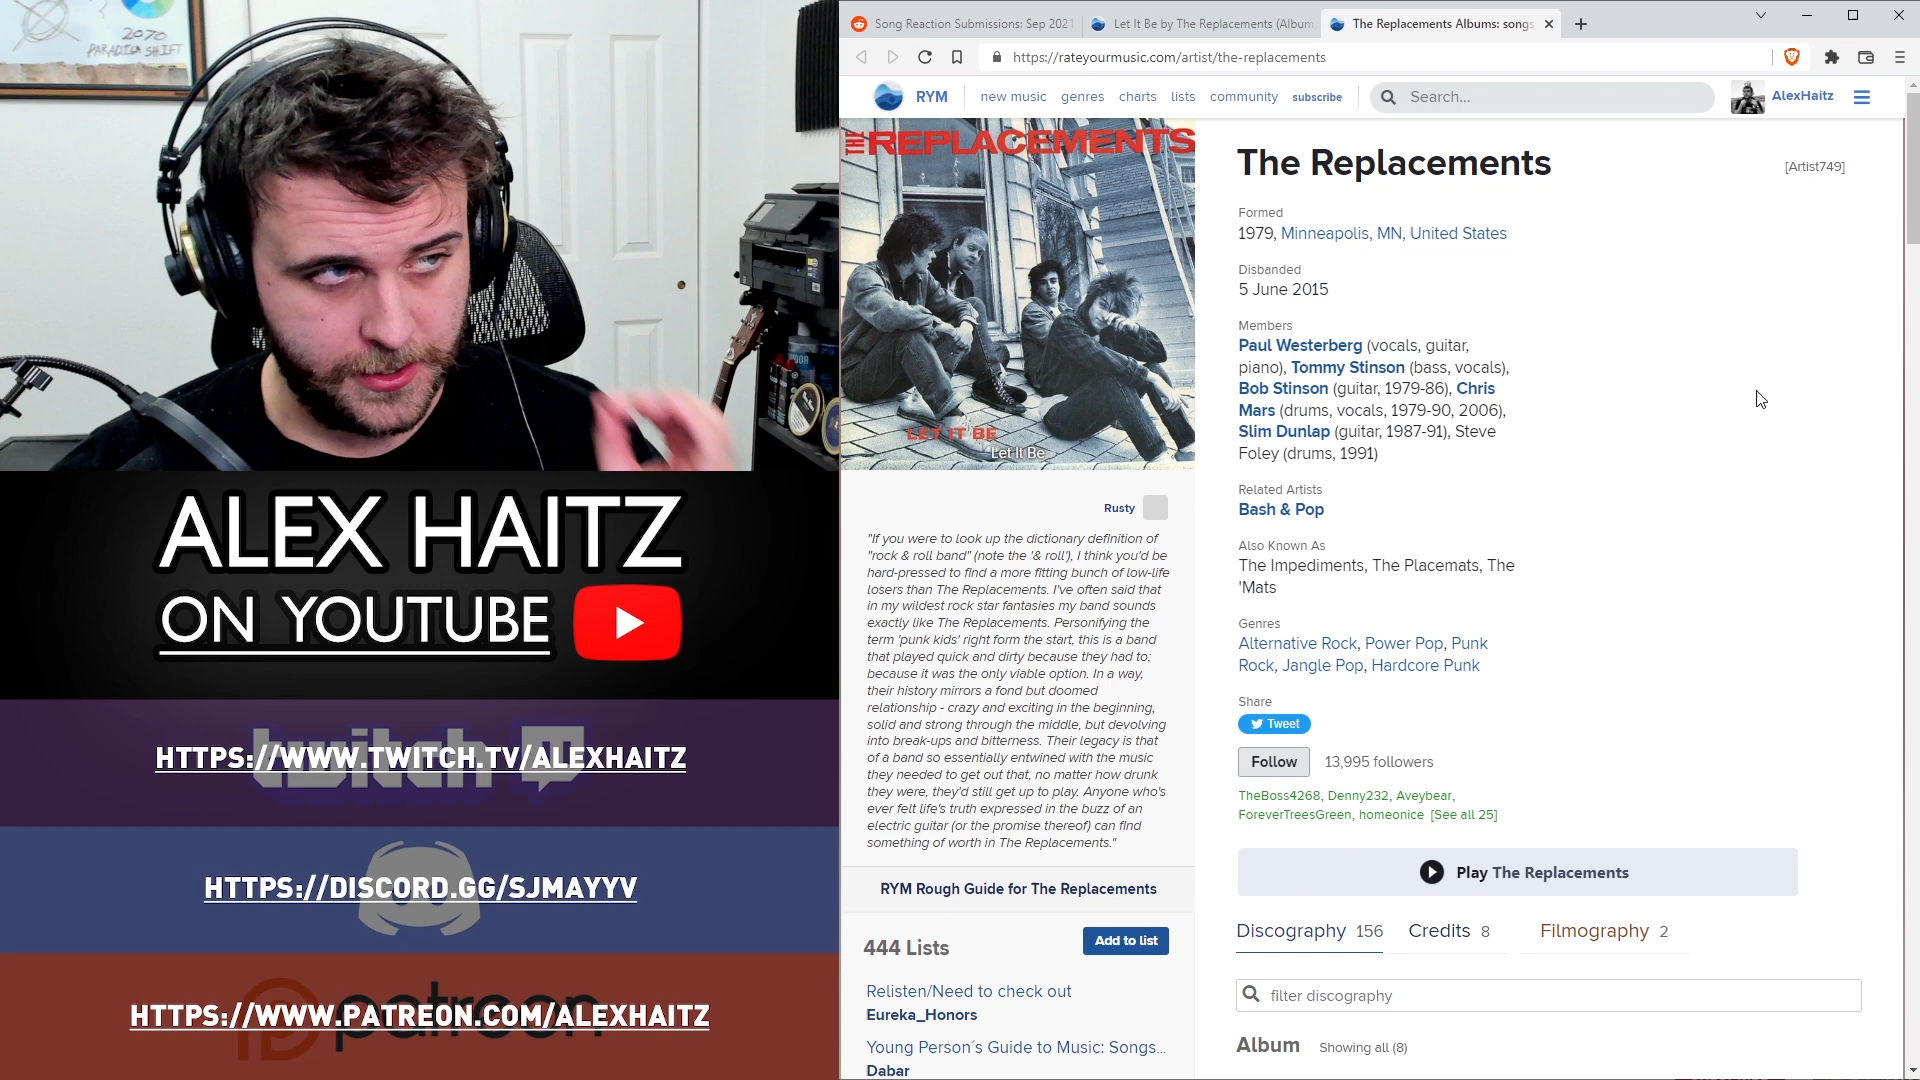 2070
PARADIGM SHIFT
ALEX HAITZ
ON YOUTUBE
twitch
HTTPS://WWW.TWITCH.TV/ALEXHAITZ
HTTPS://DISCORD.GG/SJMAYYV
patreon
HTTPS://WWW.PATREON.COM/ALEXHAITZ
Song Reaction Submissions: Sep 2021
Let It Be by The Replacements (Album
The Replacements Albums: songs,
https://rateyourmusic.com/artist/the-replacements
RYM new music genres charts lists community subscribe Search... AlexHaitz
THE REPLACEMENTS
LET IT BE
Let It Be
Rusty
"If you were to look up the dictionary definition of
"rock & roll band" (note the '& roll'), I think you'd be
hard-pressed to find a more fitting bunch of low-life
losers than The Replacements. I've often said that
in my wildest rock star fantasies my band sounds
exactly like The Replacements. Personifying the
term 'punk kids' right form the start, this is a band
that played quick and dirty because they had to;
because it was the only viable option. In a way,
their history mirrors a fond but doomed
relationship - crazy and exciting in the beginning,
solid and strong through the middle, but devolving
into break-ups and bitterness. Their legacy is that
of a band so essentially entwined with the music
they needed to get out that, no matter how drunk
they were, they'd still get up to play. Anyone who's
ever felt life's truth expressed in the buzz of an
electric guitar (or the promise thereof) can find
something of worth in The Replacements."
RYM Rough Guide for The Replacements
444 Lists Add to list
Relisten/Need to check out
Eureka_Honors
Young Person´s Guide to Music: Songs...
Dabar
The Replacements
[Artist749]
Formed
1979, Minneapolis, MN, United States
Disbanded
5 June 2015
Members
Paul Westerberg (vocals, guitar,
piano), Tommy Stinson (bass, vocals),
Bob Stinson (guitar, 1979-86), Chris
Mars (drums, vocals, 1979-90, 2006),
Slim Dunlap (guitar, 1987-91), Steve
Foley (drums, 1991)
Related Artists
Bash & Pop
Also Known As
The Impediments, The Placemats, The
'Mats
Genres
Alternative Rock, Power Pop, Punk
Rock, Jangle Pop, Hardcore Punk
Share
Tweet
Follow 13,995 followers
TheBoss4268, Denny232, Aveybear,
ForeverTreesGreen, homeonice [See all 25]
Play The Replacements
Discography 156 Credits 8 Filmography 2
filter discography
Album Showing all (8)